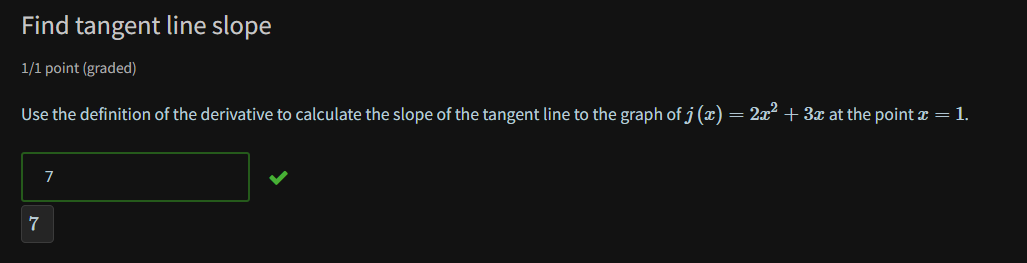 Find tangent line slope
1/1 point (graded)
Use the definition of the derivative to calculate the slope of the tangent line to the graph of j(x) = 2x² + 3x at the point x = 1.
7
7